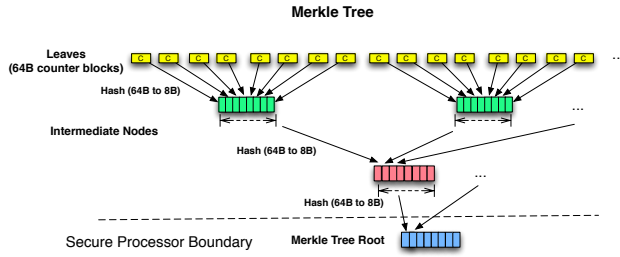 Merkle Tree
Leaves
(64B counter blocks)
C C C C C C C C C C C C C C C C
...
Hash (64B to 8B)
...
Intermediate Nodes
Hash (64B to 8B)
...
Hash (64B to 8B)
Secure Processor Boundary
Merkle Tree Root